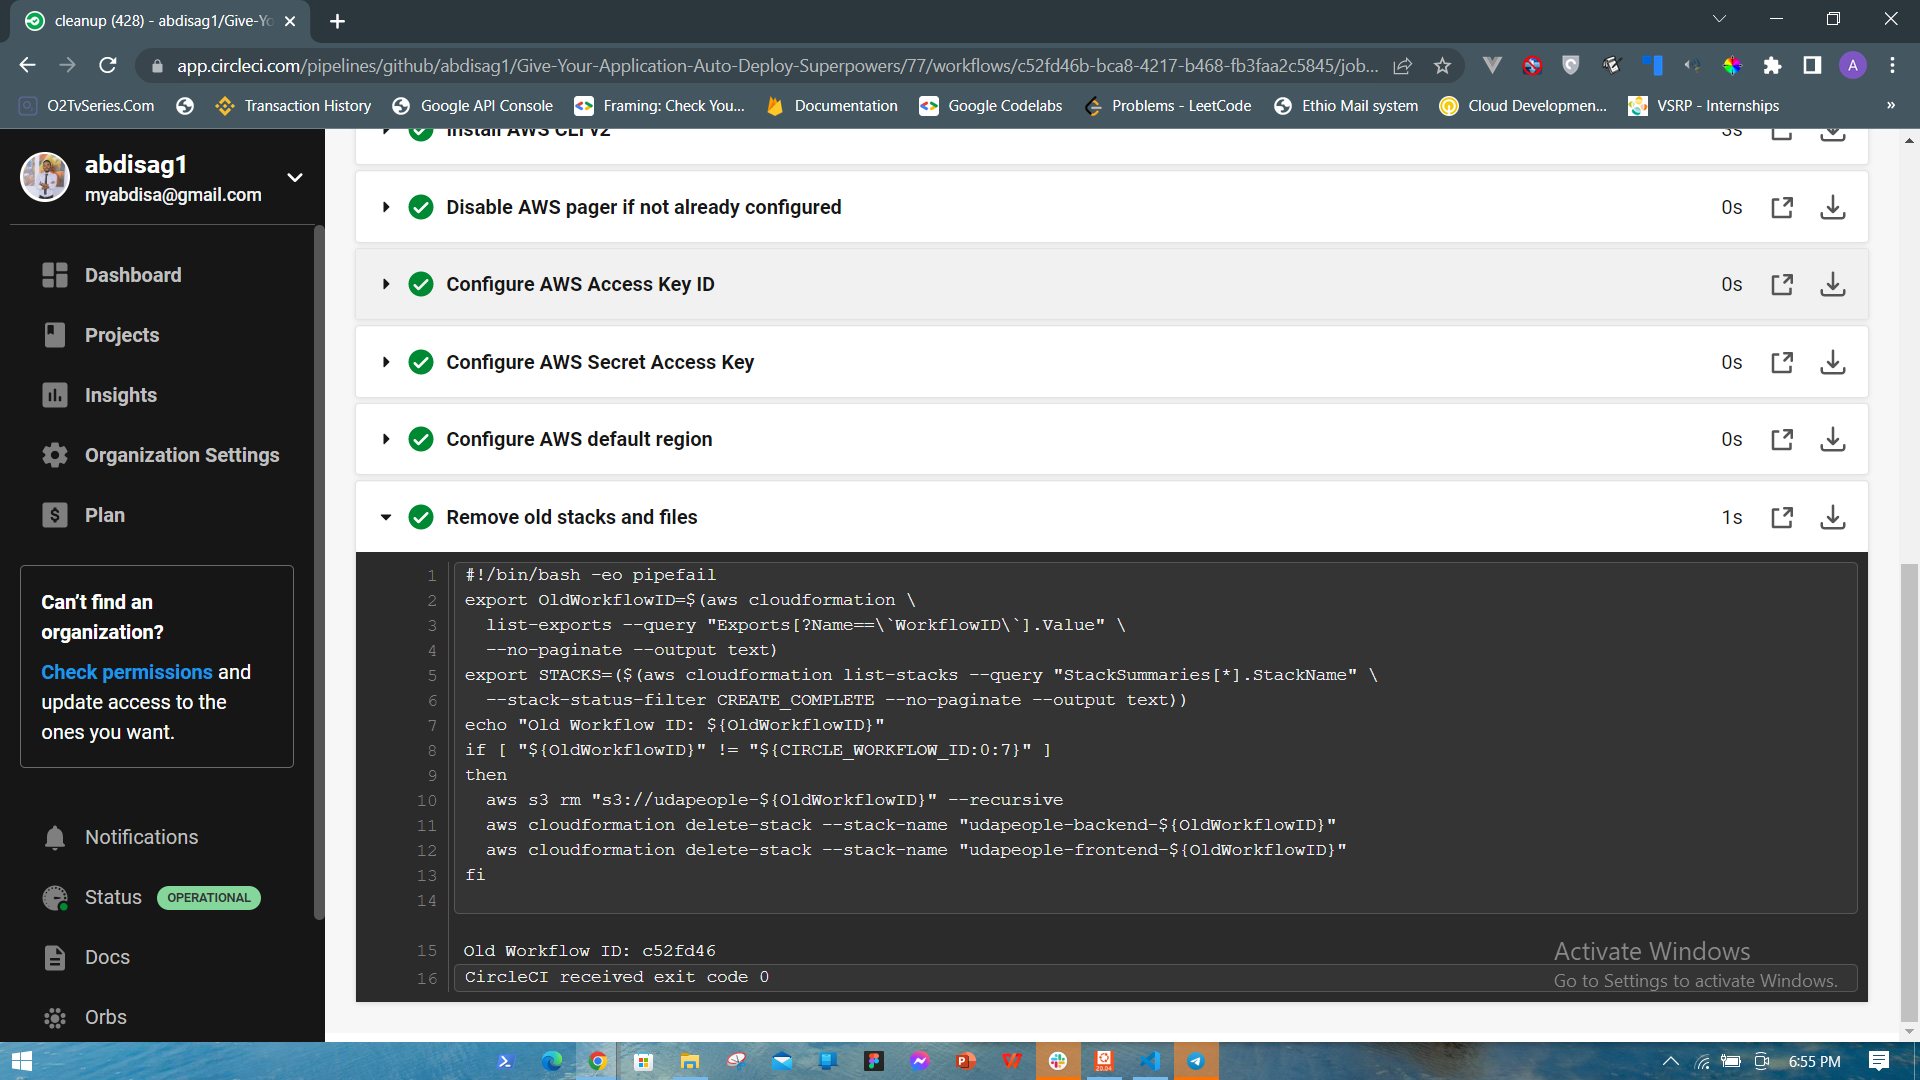 cleanup (428) - abdisag1/Give-Yo
app.circleci.com/pipelines/github/abdisag1/Give-Your-Application-Auto-Deploy-Superpowers/77/workflows/c52fd46b-bca8-4217-b468-fb3faa2c5845/job...
A
O2TvSeries.Com
Transaction History
Google API Console
Framing: Check You...
Documentation
Google Codelabs
Problems - LeetCode
Ethio Mail system
Cloud Developmen...
VSRP - Internships
»
abdisag1
myabdisa@gmail.com
Dashboard
Projects
Insights
Organization Settings
Plan
Can't find an
organization?
Check permissions and
update access to the
ones you want.
Notifications
Status OPERATIONAL
Docs
Orbs
Install AWS CLI v2 3s
Disable AWS pager if not already configured 0s
Configure AWS Access Key ID 0s
Configure AWS Secret Access Key 0s
Configure AWS default region 0s
Remove old stacks and files 1s
1 #!/bin/bash -eo pipefail
2 export OldWorkflowID=$(aws cloudformation \
3 list-exports --query "Exports[?Name==\`WorkflowID\`].Value" \
4 --no-paginate --output text)
5 export STACKS=($(aws cloudformation list-stacks --query "StackSummaries[*].StackName" \
6 --stack-status-filter CREATE_COMPLETE --no-paginate --output text))
7 echo "Old Workflow ID: ${OldWorkflowID}"
8 if [ "${OldWorkflowID}" != "${CIRCLE_WORKFLOW_ID:0:7}" ]
9 then
10 aws s3 rm "s3://udapeople-${OldWorkflowID}" --recursive
11 aws cloudformation delete-stack --stack-name "udapeople-backend-${OldWorkflowID}"
12 aws cloudformation delete-stack --stack-name "udapeople-frontend-${OldWorkflowID}"
13 fi
14
15 Old Workflow ID: c52fd46
16 CircleCI received exit code 0
Activate Windows
Go to Settings to activate Windows.
20.04
6:55 PM